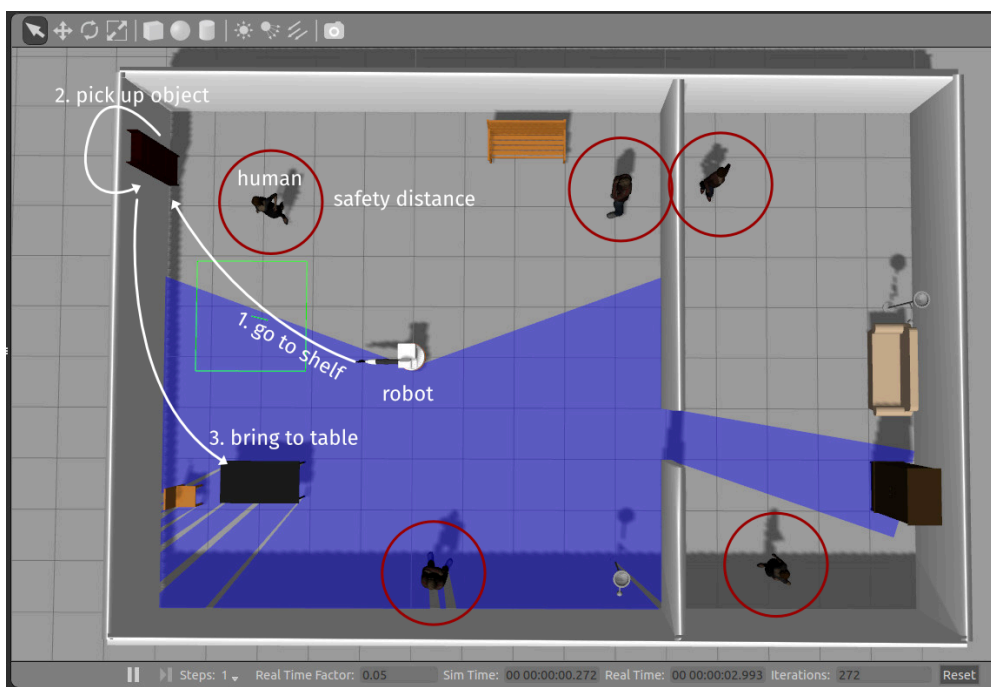 2. pick up object
human
safety distance
1. go to shelf
robot
3. bring to table
Steps: 1 Real Time Factor: 0.05 Sim Time: 00 00:00:00.272 Real Time: 00 00:00:02.993 Iterations: 272 Reset